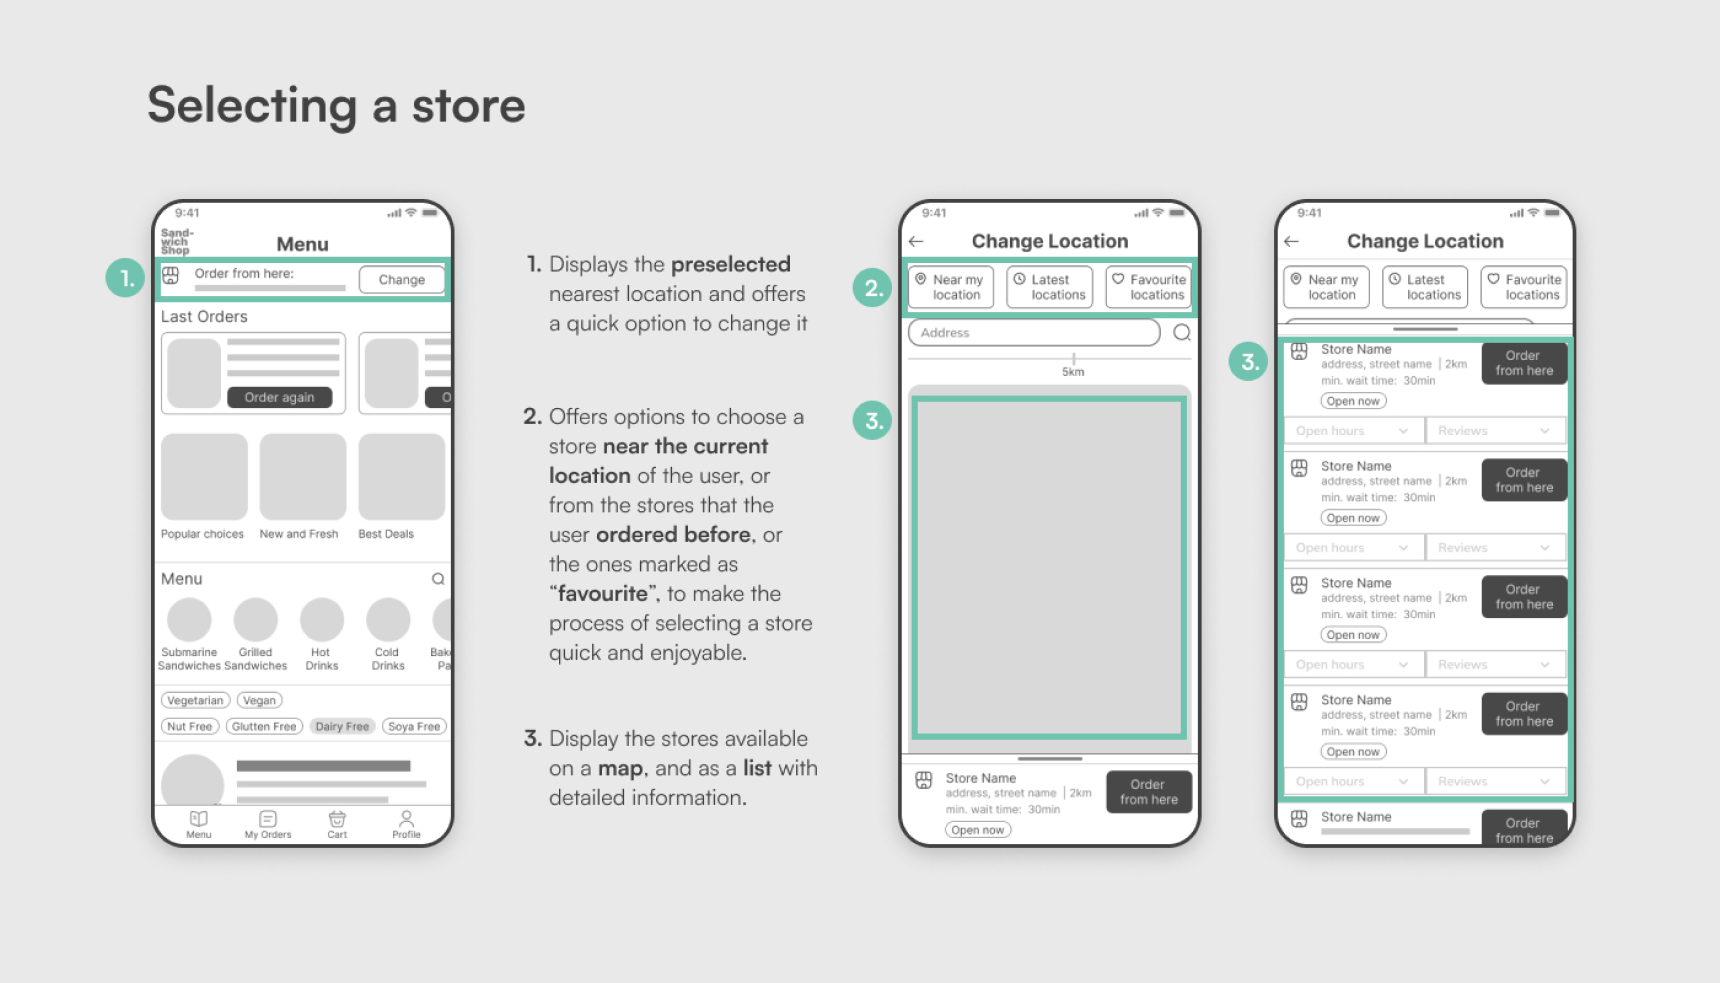 Selecting a store
9:41
Sand-
wich
Shop
Menu
1.
Order from here:
Change
Last Orders
Order again
O
Popular choices
New and Fresh
Best Deals
Menu
Submarine
Sandwiches
Grilled
Sandwiches
Hot
Drinks
Cold
Drinks
Bak
Pa
Vegetarian
Vegan
Nut Free
Glutten Free
Dairy Free
Soya Free
Menu
My Orders
Cart
Profile
1. Displays the preselected
nearest location and offers
a quick option to change it
2. Offers options to choose a
store near the current
location of the user, or
from the stores that the
user ordered before, or
the ones marked as
“favourite”, to make the
process of selecting a store
quick and enjoyable.
3. Display the stores available
on a map, and as a list with
detailed information.
9:41
Change Location
2.
Near my
location
Latest
locations
Favourite
locations
Address
5km
3.
Store Name
address, street name | 2km
min. wait time: 30min
Open now
Order
from here
9:41
Change Location
Near my
location
Latest
locations
Favourite
locations
3.
Store Name
address, street name | 2km
min. wait time: 30min
Open now
Order
from here
Open hours
Reviews
Store Name
address, street name | 2km
min. wait time: 30min
Open now
Order
from here
Open hours
Reviews
Store Name
address, street name | 2km
min. wait time: 30min
Open now
Order
from here
Open hours
Reviews
Store Name
address, street name | 2km
min. wait time: 30min
Open now
Order
from here
Open hours
Reviews
Store Name
Order
from here